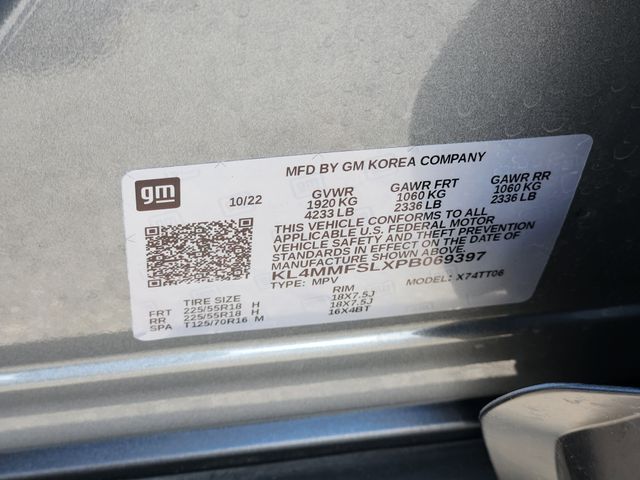 MFD BY GM KOREA COMPANY
gm
10/22
GVWR GAWR FRT GAWR RR
1920 KG 1060 KG 1060 KG
4233 LB 2336 LB 2336 LB
THIS VEHICLE CONFORMS TO ALL
APPLICABLE U.S. FEDERAL MOTOR
VEHICLE SAFETY AND THEFT PREVENTION
STANDARDS IN EFFECT ON THE DATE OF
MANUFACTURE SHOWN ABOVE.
KL4MMFSLXPB069397
TYPE: MPV MODEL: X74TT06
TIRE SIZE RIM
FRT 225/55R18 H 18X7.5J
RR 225/55R18 H 18X7.5J
SPA T125/70R16 M 16X4BT